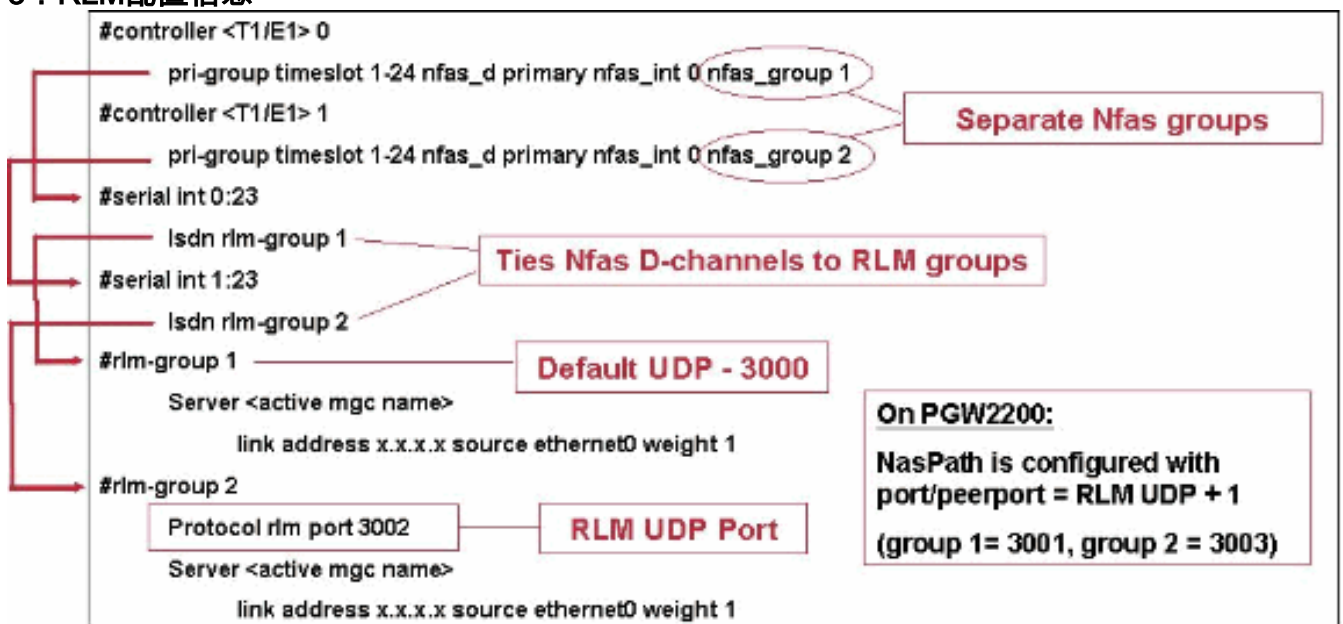 #controller <T1/E1> 0
pri-group timeslot 1-24 nfas_d primary nfas_int 0 nfas_group 1
#controller <T1/E1> 1
Separate Nfas groups
pri-group timeslot 1-24 nfas_d primary nfas_int 0 nfas_group 2
#serial int 0:23
Isdn rlm-group 1
Ties Nfas D-channels to RLM groups
#serial int 1:23
Isdn rlm-group 2
#rlm-group 1
Default UDP - 3000
Server <active mgc name>
link address x.x.x.x source ethernet0 weight 1
#rlm-group 2
Protocol rlm port 3002
RLM UDP Port
Server <active mgc name>
link address x.x.x.x source ethernet0 weight 1
On PGW2200:
NasPath is configured with
port/peerport = RLM UDP + 1
(group 1= 3001, group 2 = 3003)